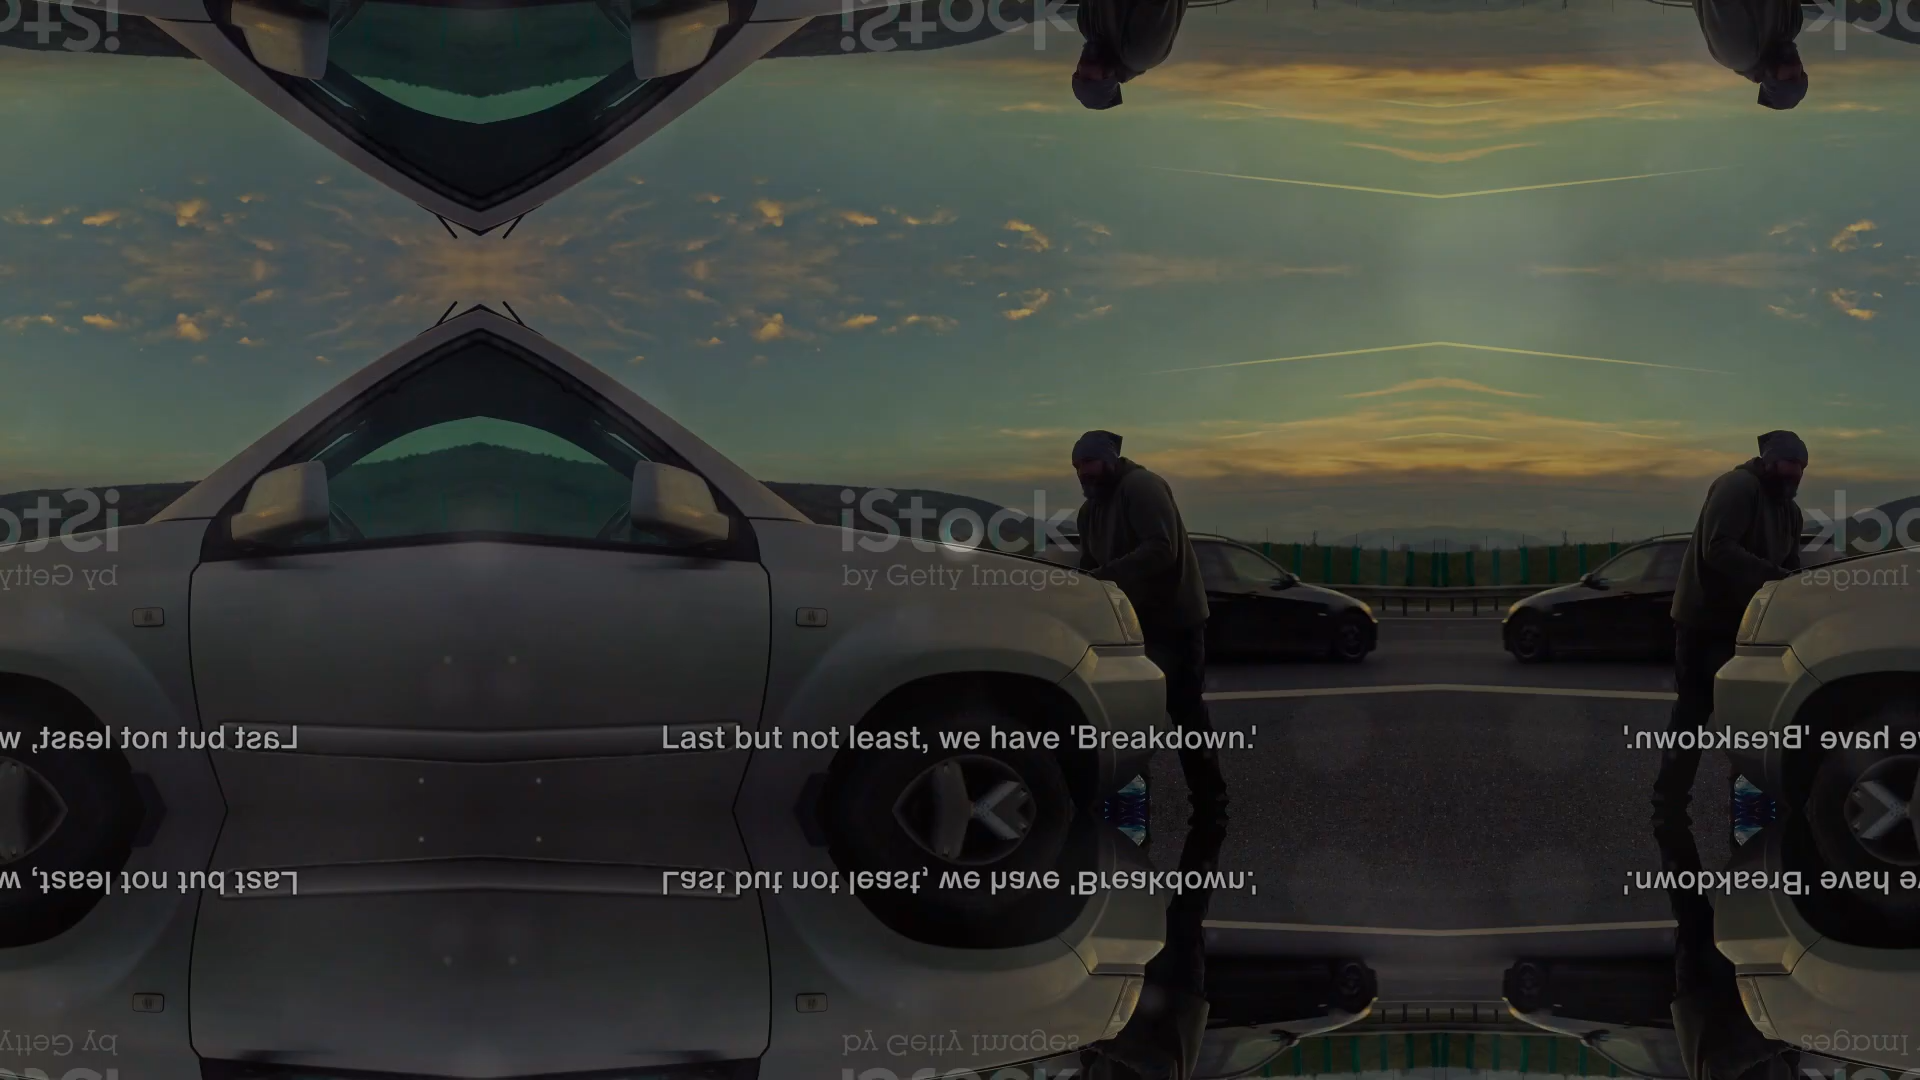 iStock
by Getty Images
Last but not least, we have 'Breakdown.'